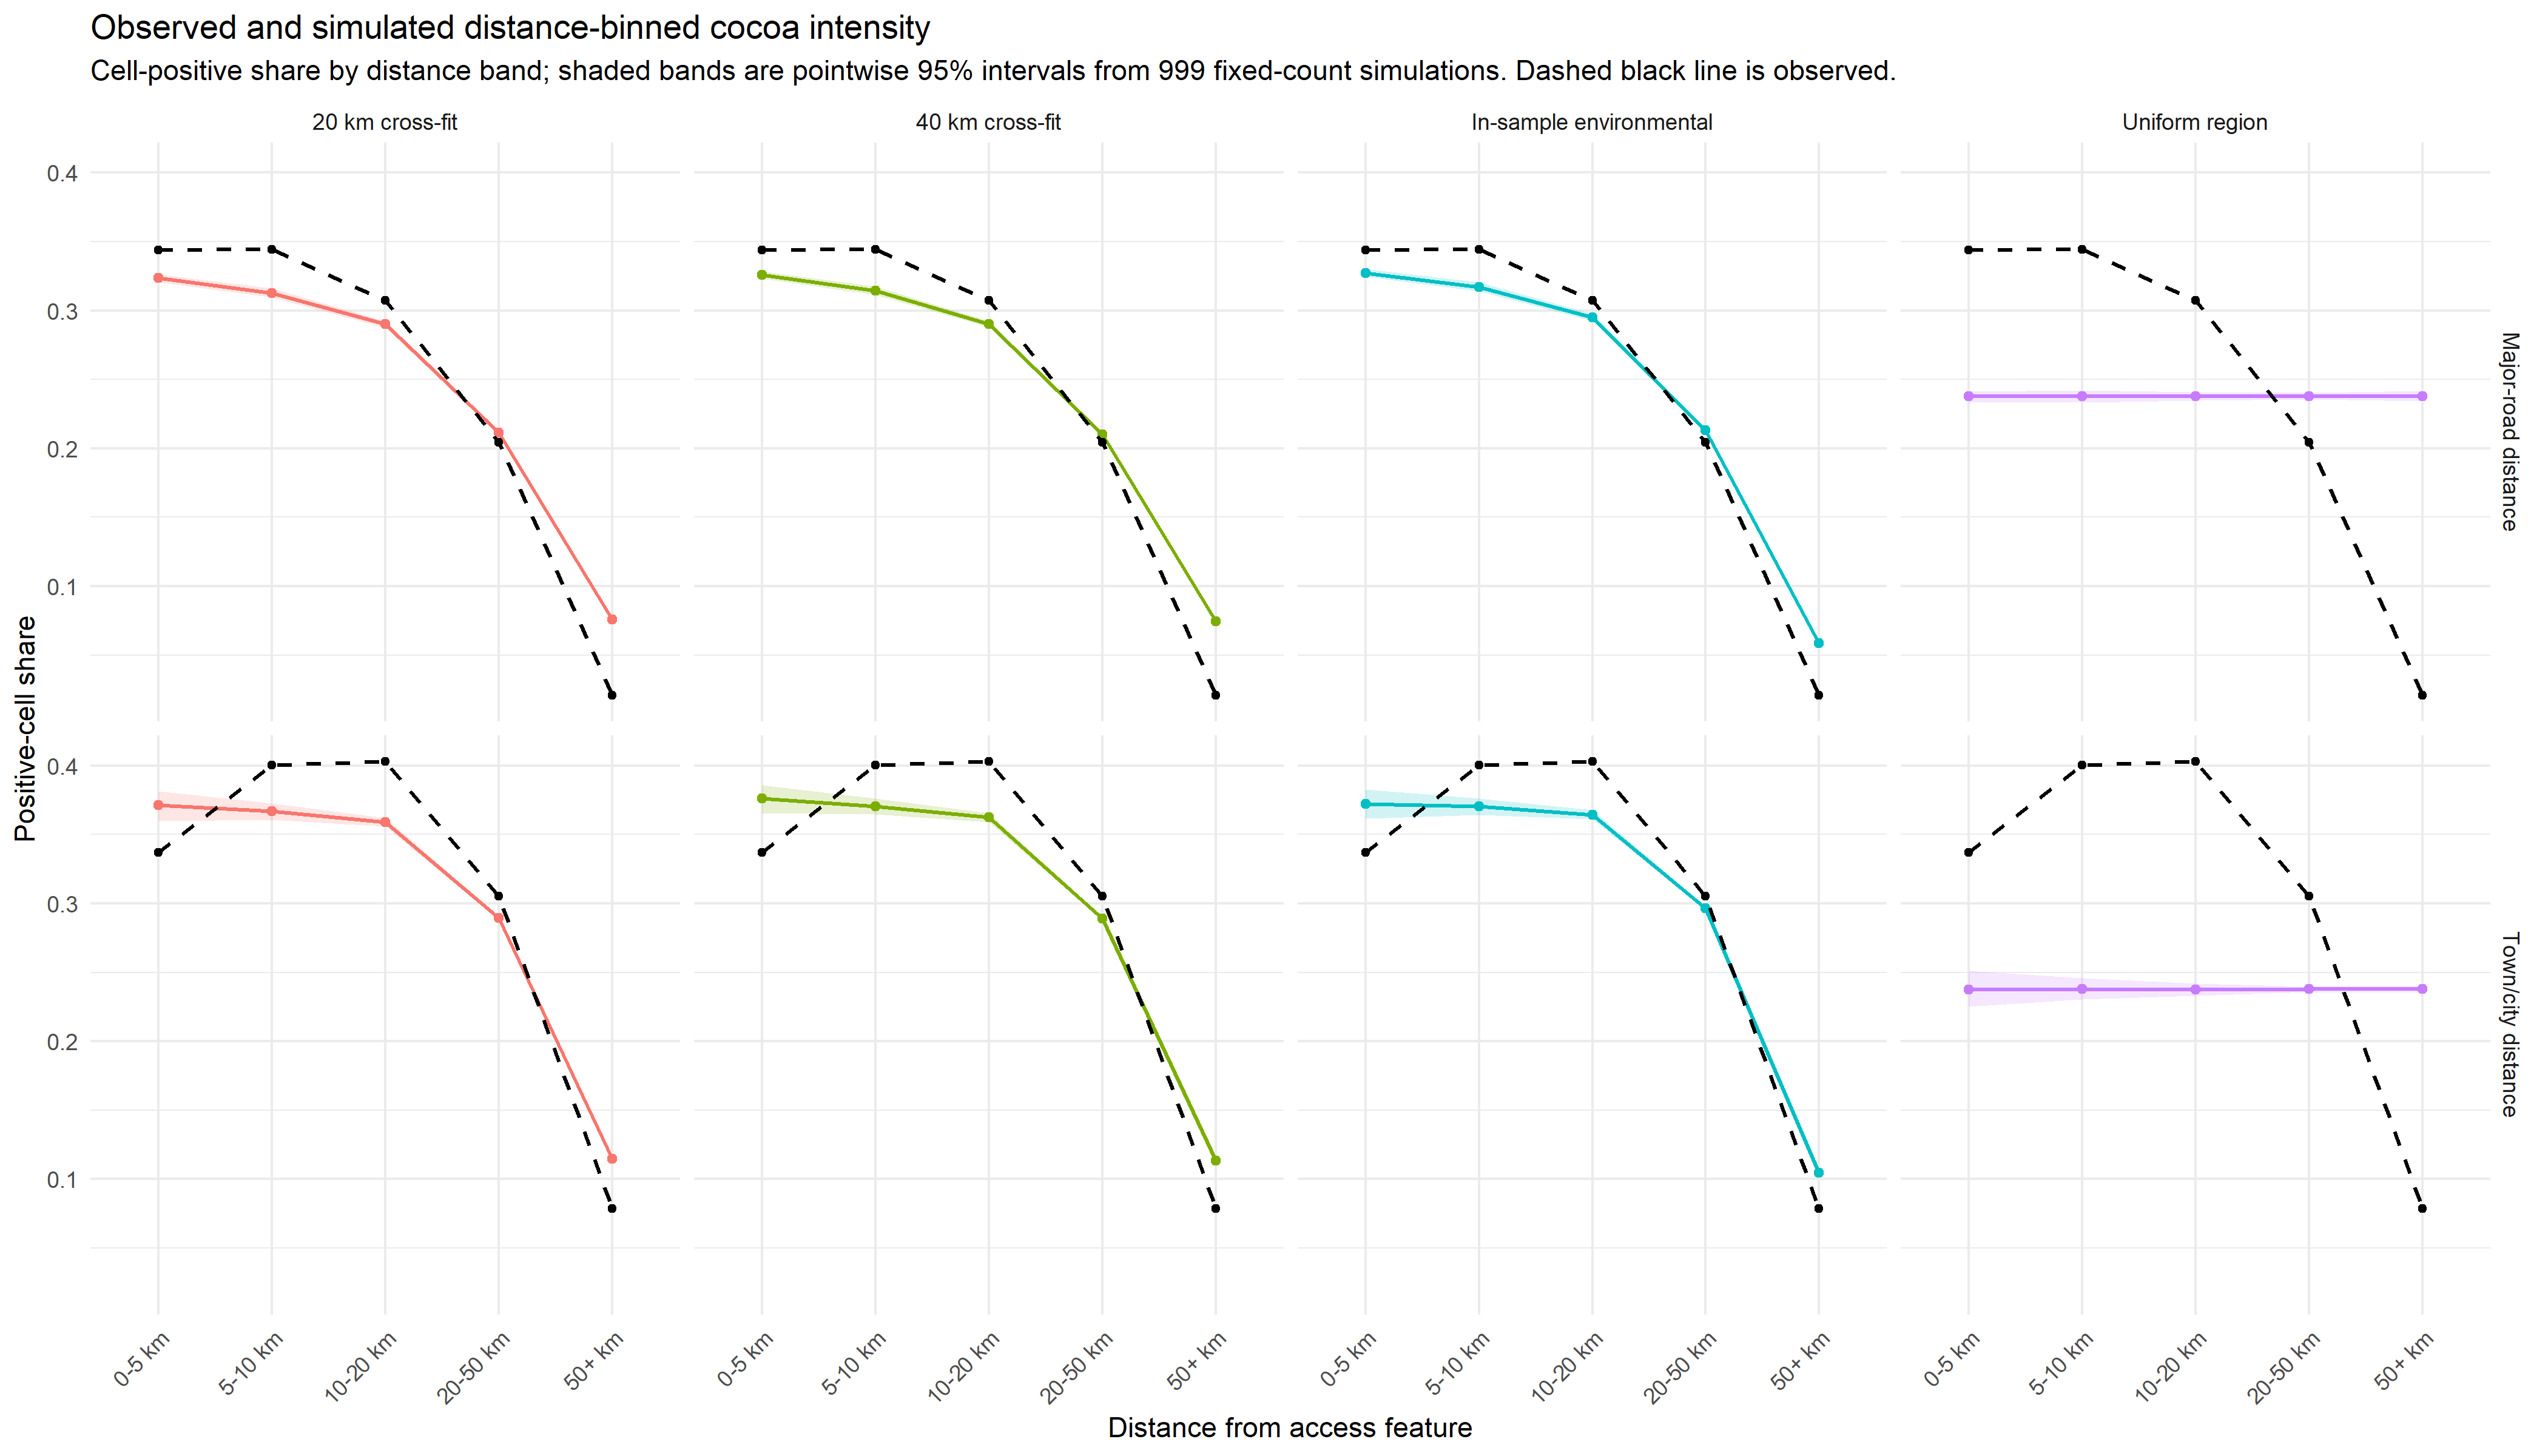 Observed and simulated distance-binned cocoa intensity
Cell-positive share by distance band; shaded bands are pointwise 95% intervals from 999 fixed-count simulations. Dashed black line is observed.
20 km cross-fit
40 km cross-fit
In-sample environmental
Uniform region
0.4
0.3
0.2
0.1
Major-road distance
Positive-cell share
0.4
0.3
0.2
0.1
Town/city distance
0-5 km
5-10 km
10-20 km
20-50 km
50+ km
0-5 km
5-10 km
10-20 km
20-50 km
50+ km
0-5 km
5-10 km
10-20 km
20-50 km
50+ km
0-5 km
5-10 km
10-20 km
20-50 km
50+ km
Distance from access feature